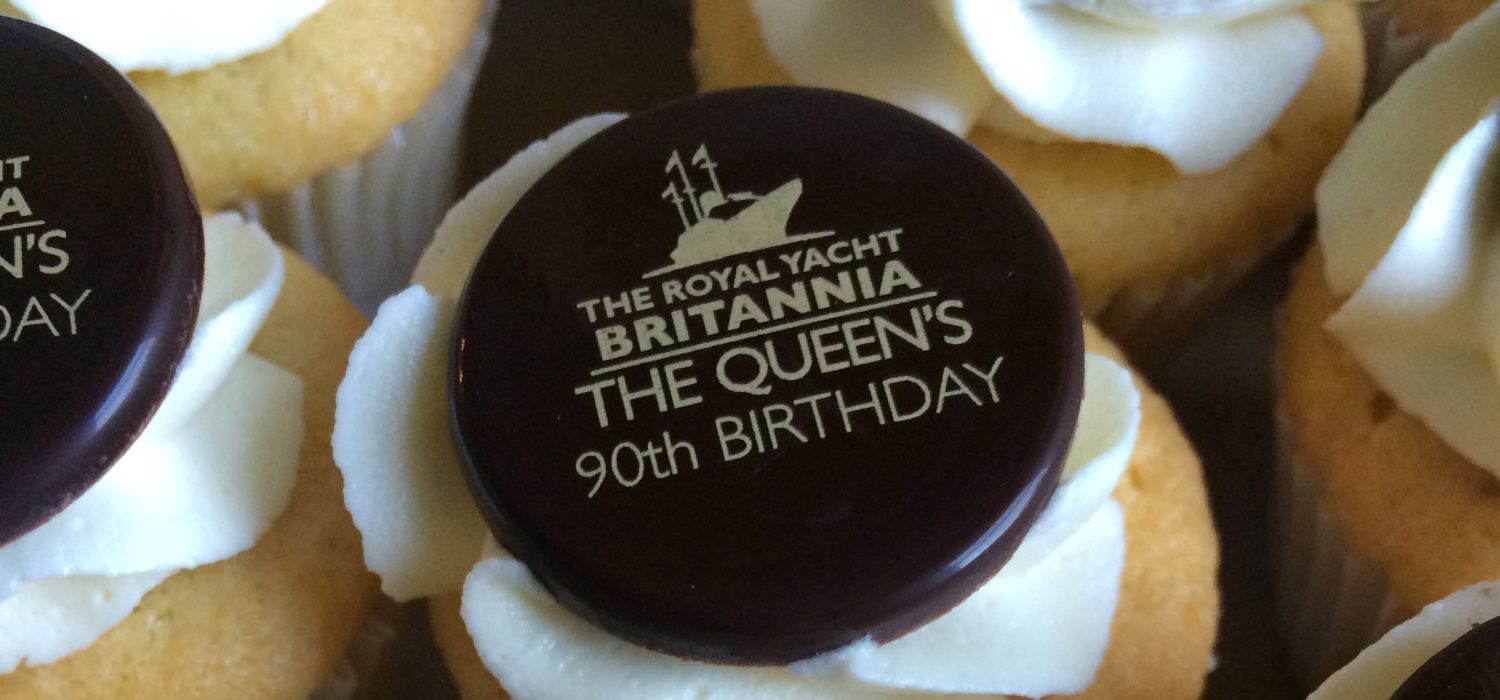 THE ROYAL YACHT
BRITANNIA
THE QUEEN'S
90th BIRTHDAY